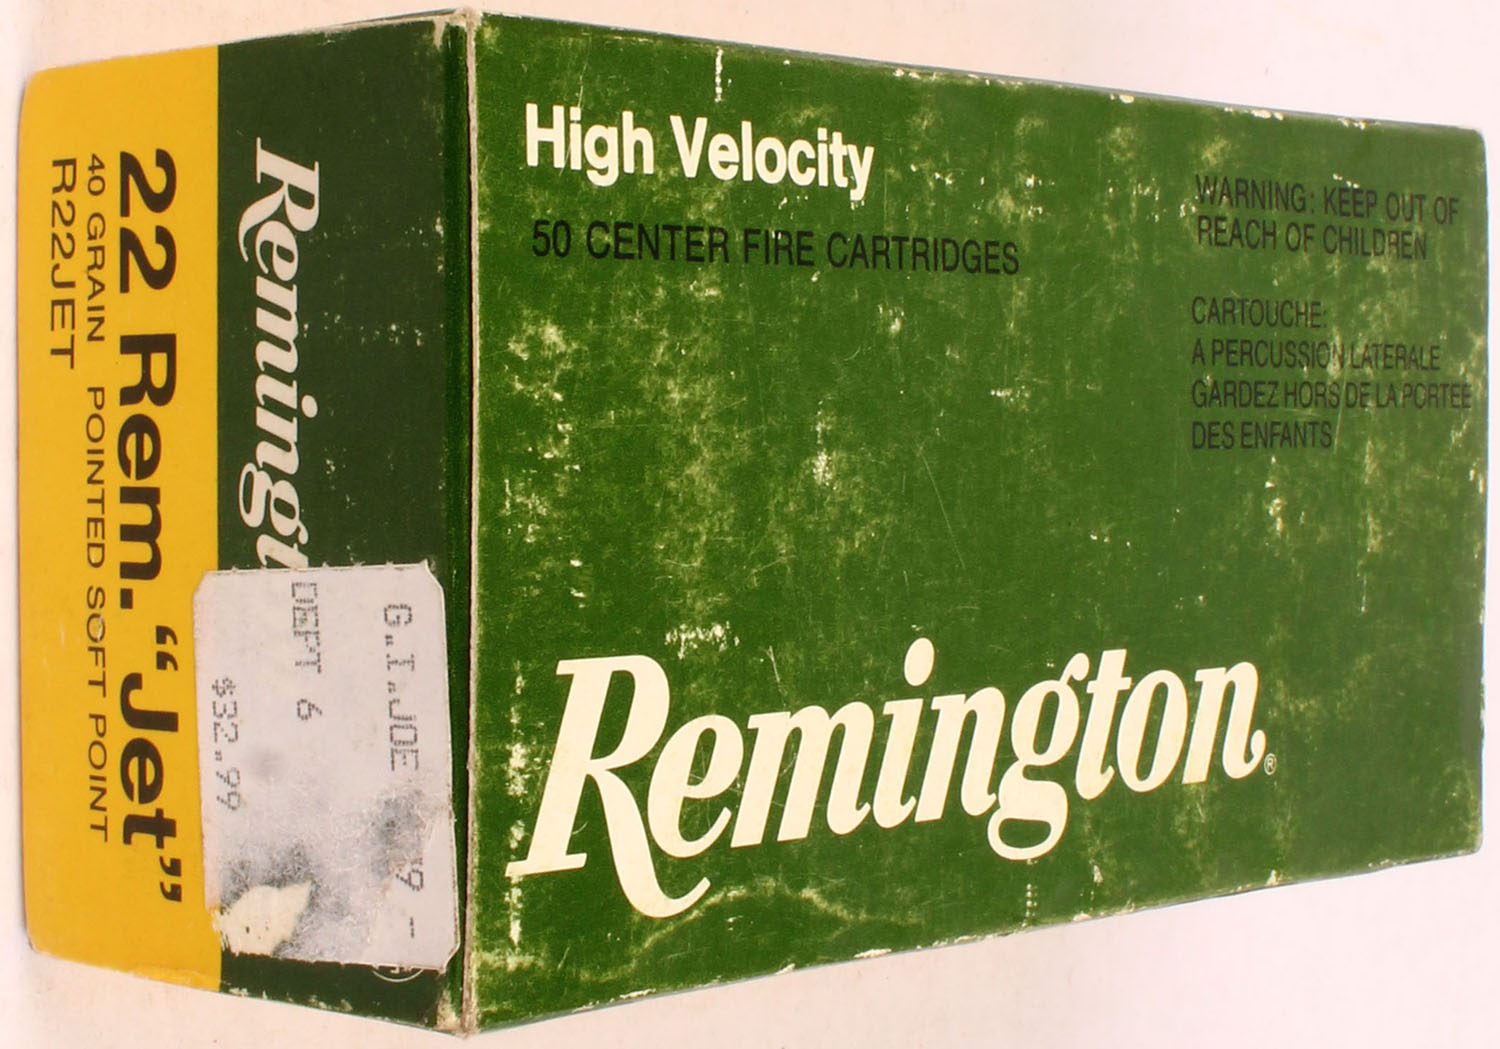 High Velocity
50 CENTER FIRE CARTRIDGES
WARNING: KEEP OUT OF
REACH OF CHILDREN
CARTOUCHE:
A PERCUSSION LATERALE
GARDEZ HORS DE LA PORTEE
DES ENFANTS
Remington®
Remingt
22 Rem. “Jet”
40 GRAIN POINTED SOFT POINT
R22JET
G.I.JOE
DEPT 6
$32.99